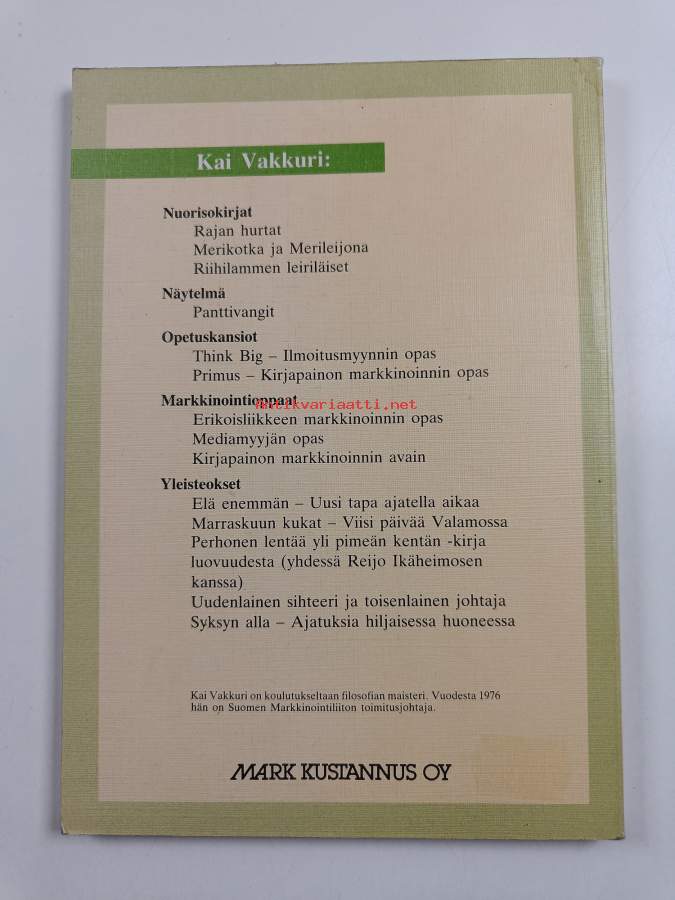 Kai Vakkuri:
Nuorisokirjat
Rajan hurtat
Merikotka ja Merileijona
Riihilammen leiriläiset
Näytelmä
Panttivangit
Opetuskansiot
Think Big – Ilmoitusmyynnin opas
Primus – Kirjapainon markkinoinnin opas
Markkinointioppaat
antikvariaatti.net
Erikoisliikkeen markkinoinnin opas
Mediamyyjän opas
Kirjapainon markkinoinnin avain
Yleisteokset
Elä enemmän – Uusi tapa ajatella aikaa
Marraskuun kukat – Viisi päivää Valamossa
Perhonen lentää yli pimeän kentän -kirja
luovuudesta (yhdessä Reijo Ikäheimosen
kanssa)
Uudenlainen sihteeri ja toisenlainen johtaja
Syksyn alla – Ajatuksia hiljaisessa huoneessa
Kai Vakkuri on koulutukseltaan filosofian maisteri. Vuodesta 1976
hän on Suomen Markkinointiliiton toimitusjohtaja.
MARK KUSTANNUS OY